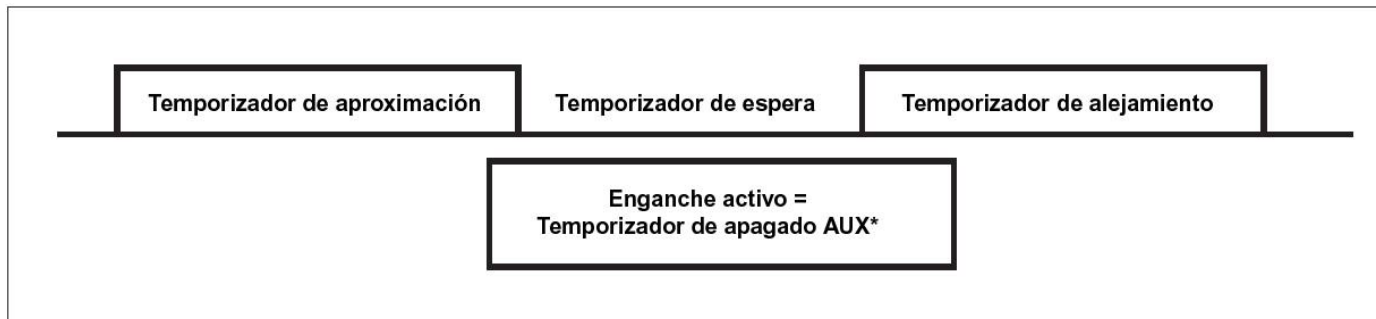 Temporizador de aproximación
Temporizador de espera
Temporizador de alejamiento
Enganche activo =
Temporizador de apagado AUX*